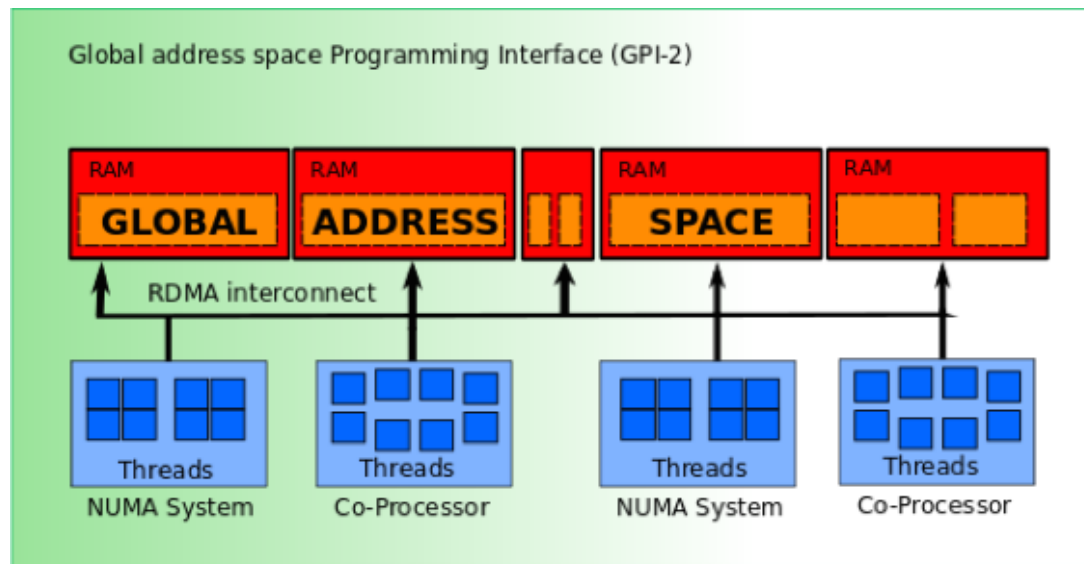 Global address space Programming Interface (GPI-2)
RAM
GLOBAL
RAM
ADDRESS
RAM
SPACE
RAM
RDMA interconnect
Threads
NUMA System
Threads
Co-Processor
Threads
NUMA System
Threads
Co-Processor